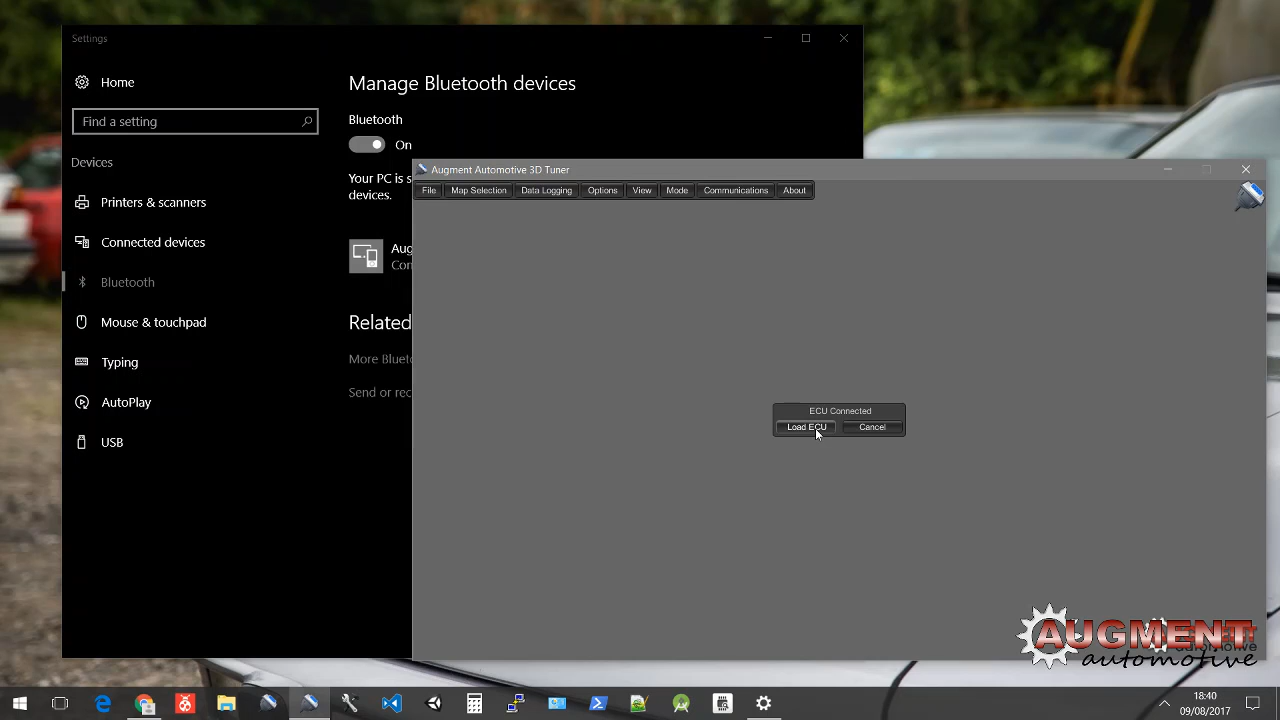 Settings
Home
Find a setting
Devices
Printers & scanners
Connected devices
Bluetooth
Mouse & touchpad
Typing
AutoPlay
USB
Manage Bluetooth devices
Bluetooth
On
Your PC is s
devices.
Aug
Con
Related
More Bluet
Send or rec
Augment Automotive 3D Tuner
File Map Selection Data Logging Options View Mode Communications About
ECU Connected
Load ECU Cancel
AUGMENT
automotive
18:40
09/08/2017